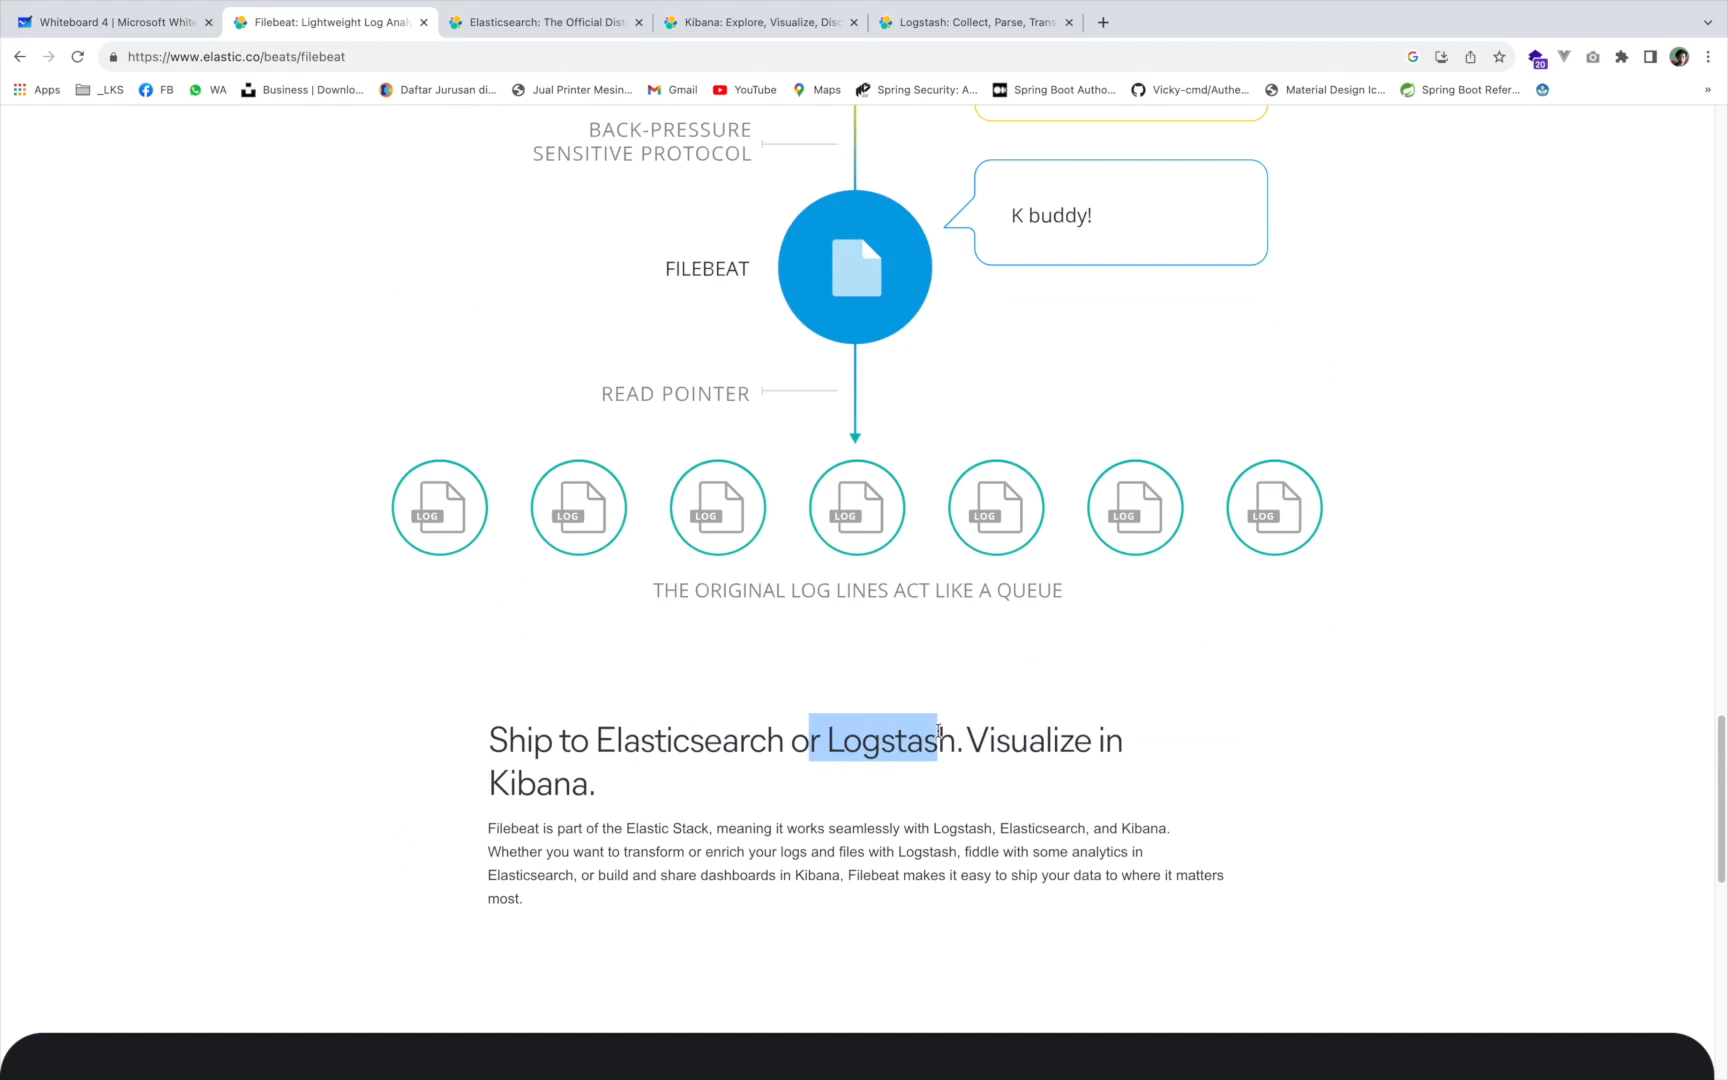 Whiteboard 4 | Microsoft White
Filebeat: Lightweight Log Anal
Elasticsearch: The Official Dist
Kibana: Explore, Visualize, Disc
Logstash: Collect, Parse, Trans
https://www.elastic.co/beats/filebeat
20
Apps
_LKS
FB
WA
Business | Downlo...
Daftar Jurusan di...
Jual Printer Mesin...
Gmail
YouTube
Maps
Spring Security: A...
Spring Boot Autho...
Vicky-cmd/Authe...
Material Design Ic...
Spring Boot Refer...
»
BACK-PRESSURE
SENSITIVE PROTOCOL
K buddy!
FILEBEAT
READ POINTER
LOG LOG LOG LOG LOG LOG LOG
THE ORIGINAL LOG LINES ACT LIKE A QUEUE
Ship to Elasticsearch or Logstash. Visualize in
Kibana.
Filebeat is part of the Elastic Stack, meaning it works seamlessly with Logstash, Elasticsearch, and Kibana.
Whether you want to transform or enrich your logs and files with Logstash, fiddle with some analytics in
Elasticsearch, or build and share dashboards in Kibana, Filebeat makes it easy to ship your data to where it matters
most.